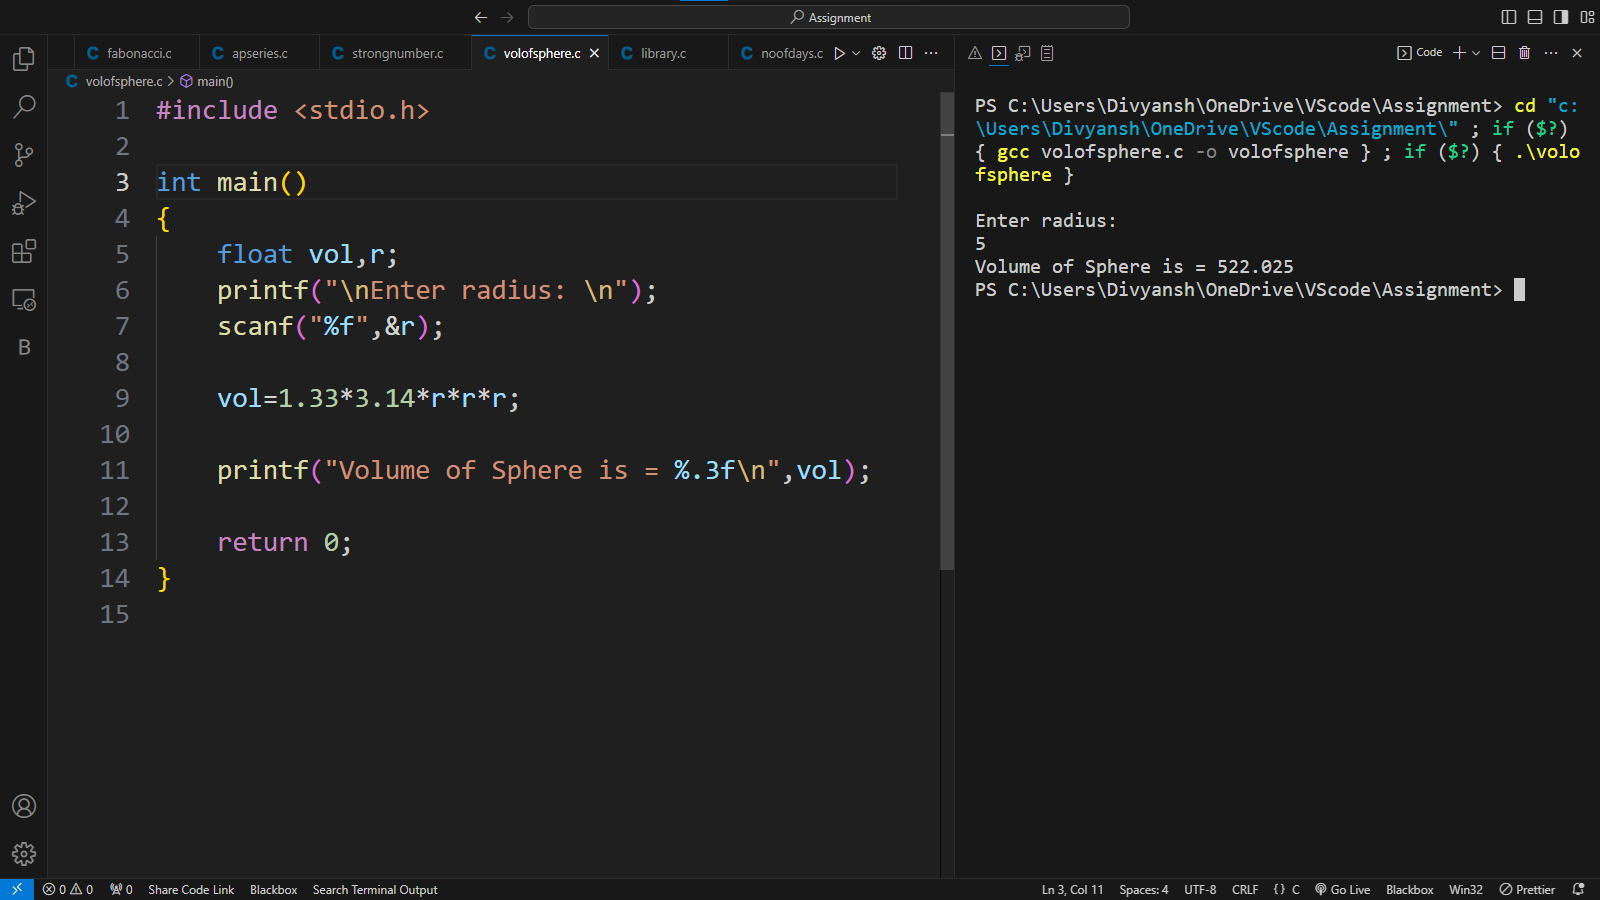 Assignment
C fabonacci.c C apseries.c C strongnumber.c C volofsphere.c C library.c C noofdays.c
Code
C volofsphere.c > main()
1 #include <stdio.h>
2
3 int main()
4 {
5 float vol,r;
6 printf("\nEnter radius: \n");
7 scanf("%f",&r);
8
9 vol=1.33*3.14*r*r*r;
10
11 printf("Volume of Sphere is = %.3f\n",vol);
12
13 return 0;
14 }
15
B
PS C:\Users\Divyansh\OneDrive\VScode\Assignment> cd "c:
\Users\Divyansh\OneDrive\VScode\Assignment\" ; if ($?)
{ gcc volofsphere.c -o volofsphere } ; if ($?) { .\volo
fsphere }
Enter radius:
5
Volume of Sphere is = 522.025
PS C:\Users\Divyansh\OneDrive\VScode\Assignment>
0 0 0 Share Code Link Blackbox Search Terminal Output Ln 3, Col 11 Spaces: 4 UTF-8 CRLF {} C Go Live Blackbox Win32 Prettier